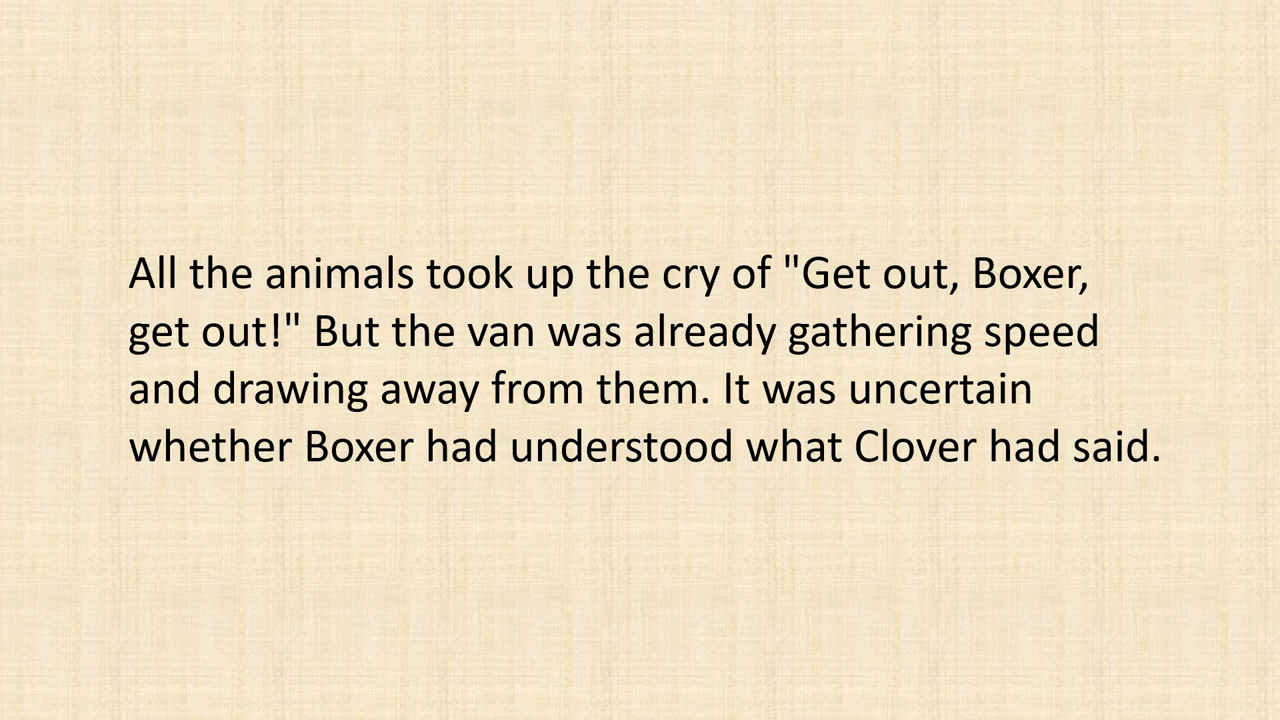 All the animals took up the cry of "Get out, Boxer,
get out!" But the van was already gathering speed
and drawing away from them. It was uncertain
whether Boxer had understood what Clover had said.